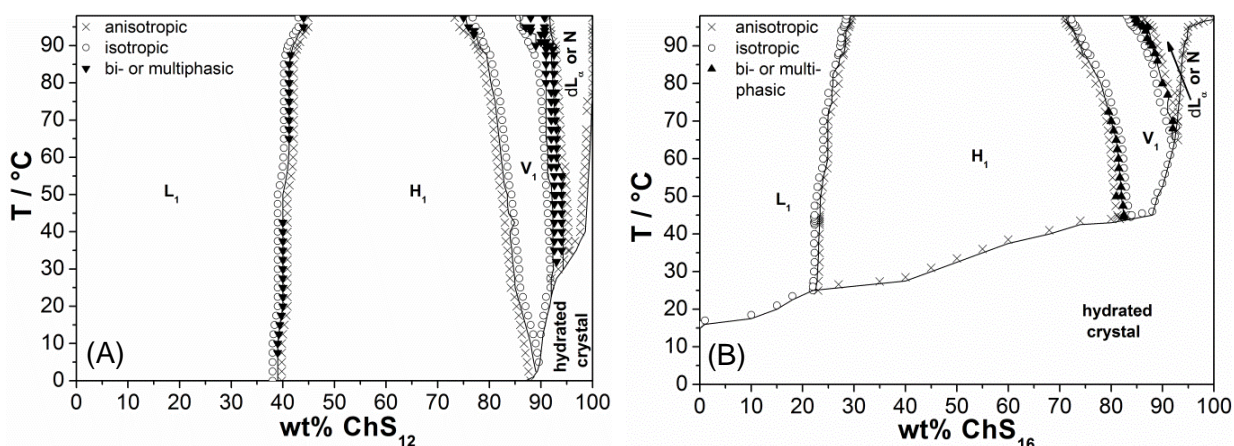 × anisotropic
○ isotropic
▼ bi- or multiphasic
dLα or N
V₁
L₁
H₁
hydrated
crystal
(A)
T / °C
90
80
70
60
50
40
30
20
10
0
0 10 20 30 40 50 60 70 80 90 100
wt% ChS₁₂
× anisotropic
○ isotropic
▲ bi- or multi-
phasic
dLα or N
V₁
H₁
L₁
hydrated
crystal
(B)
T / °C
90
80
70
60
50
40
30
20
10
0
0 10 20 30 40 50 60 70 80 90 100
wt% ChS₁₆